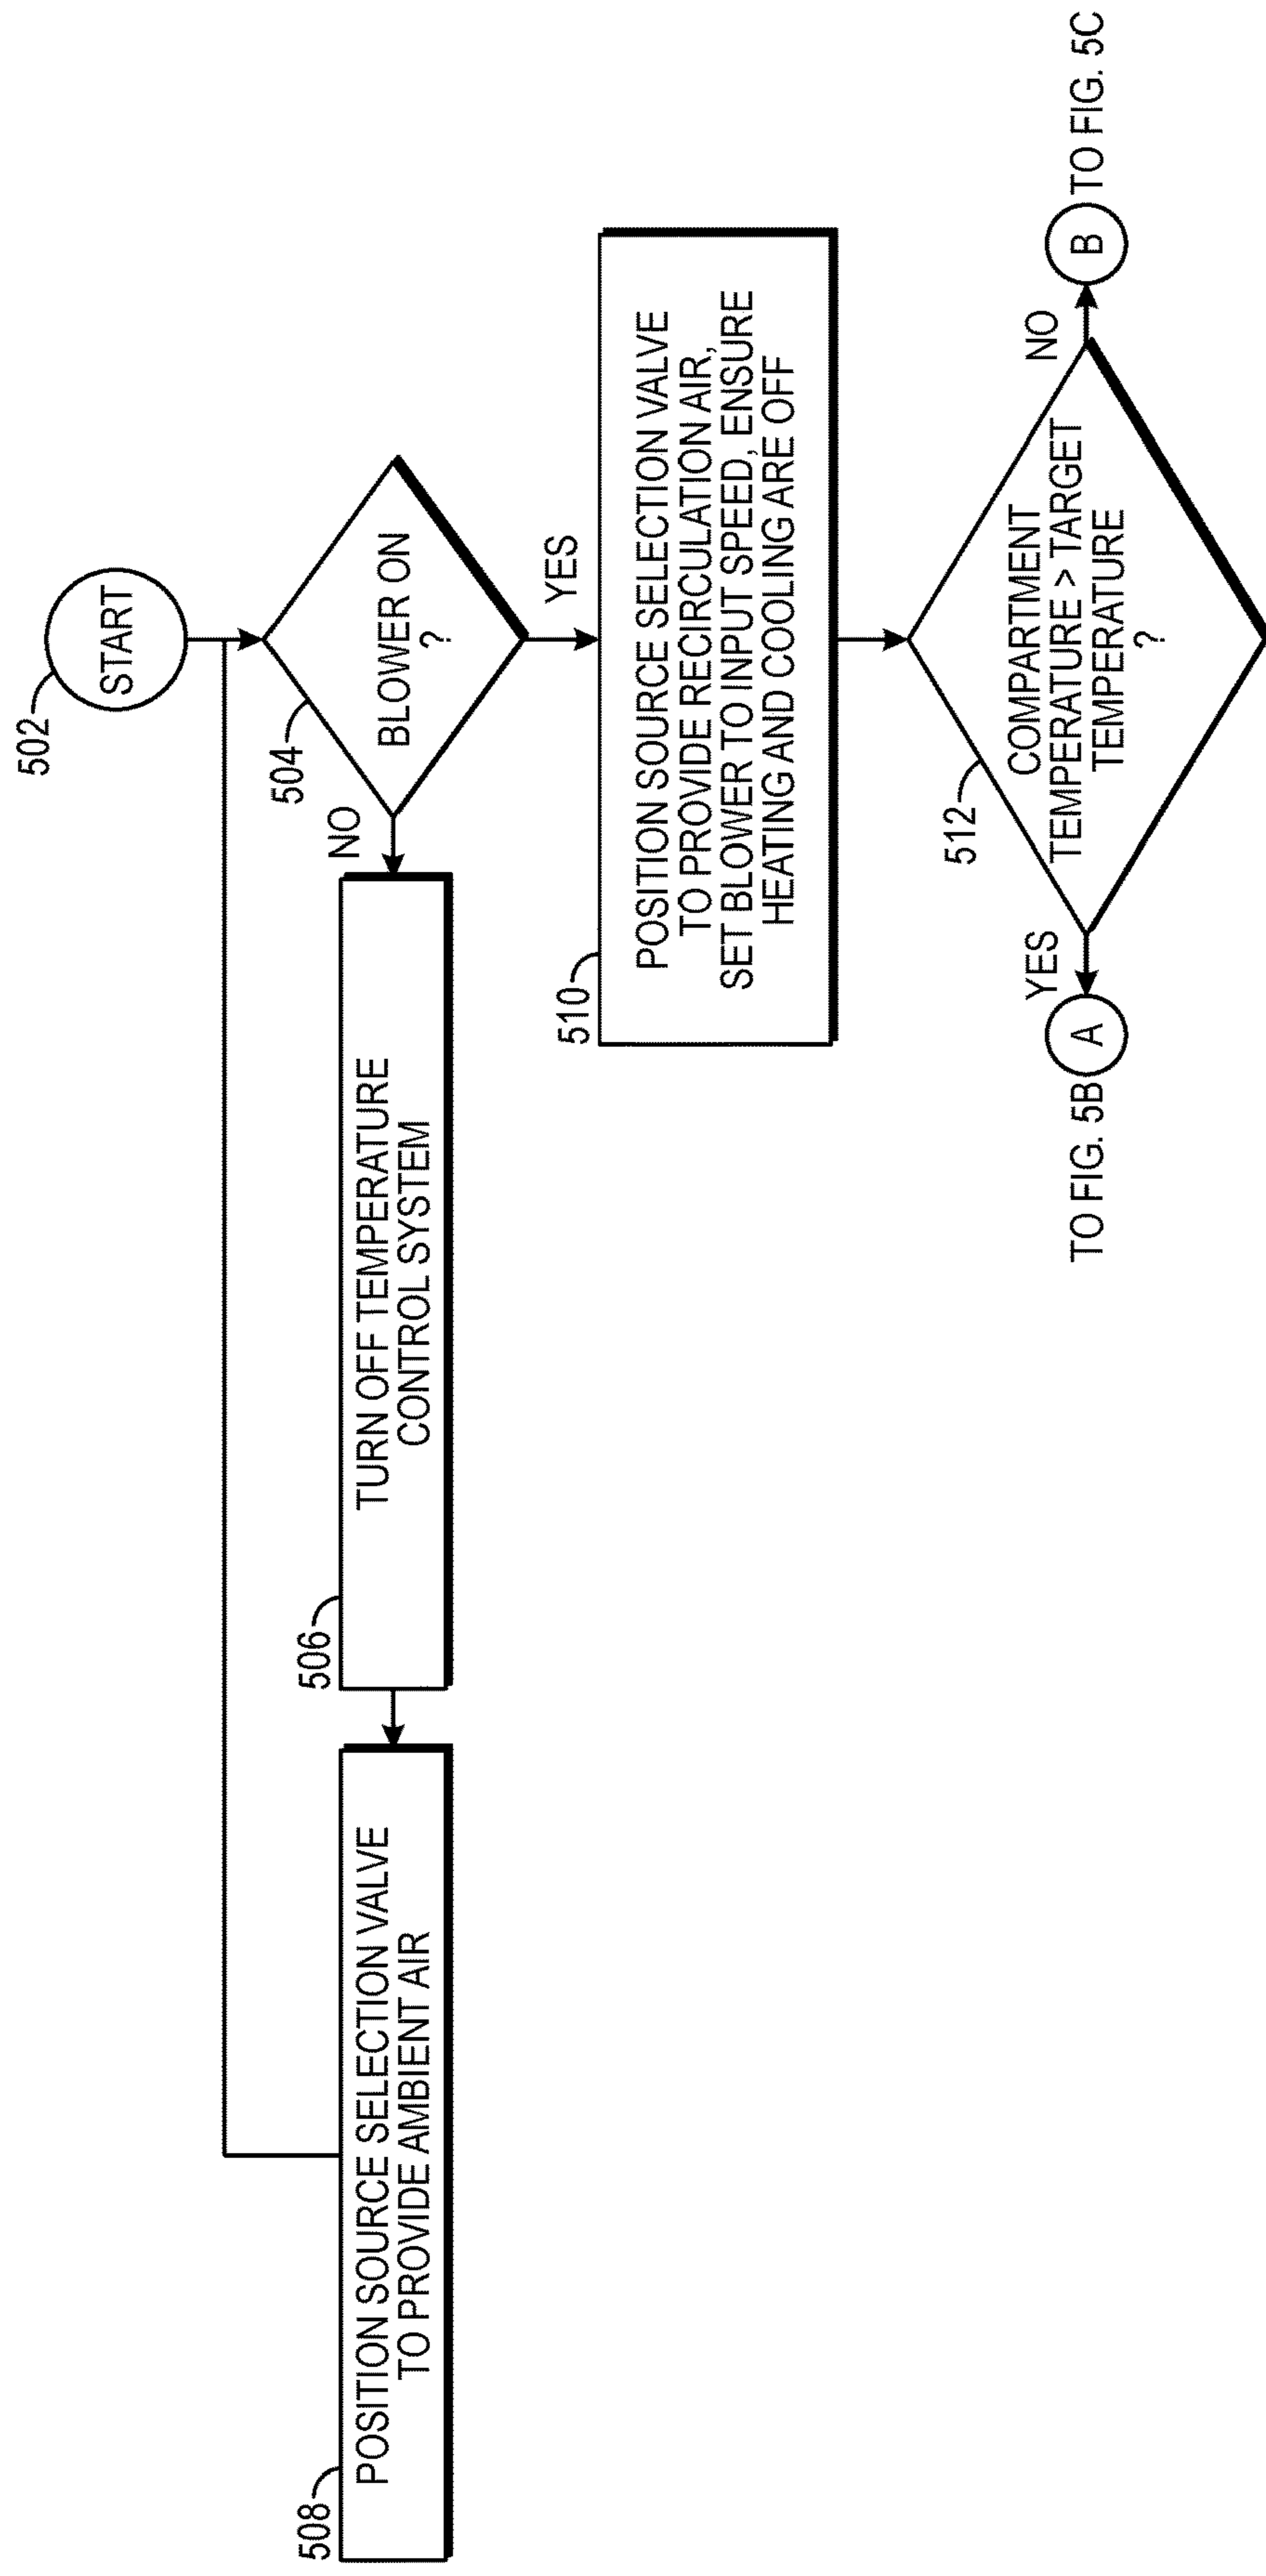 502
START
504
BLOWER ON
?
NO
YES
506
TURN OFF TEMPERATURE
CONTROL SYSTEM
508
POSITION SOURCE SELECTION VALVE
TO PROVIDE AMBIENT AIR
510
POSITION SOURCE SELECTION VALVE
TO PROVIDE RECIRCULATION AIR,
SET BLOWER TO INPUT SPEED, ENSURE
HEATING AND COOLING ARE OFF
512
COMPARTMENT
TEMPERATURE > TARGET
TEMPERATURE
?
YES
A
TO FIG. 5B
NO
B
TO FIG. 5C